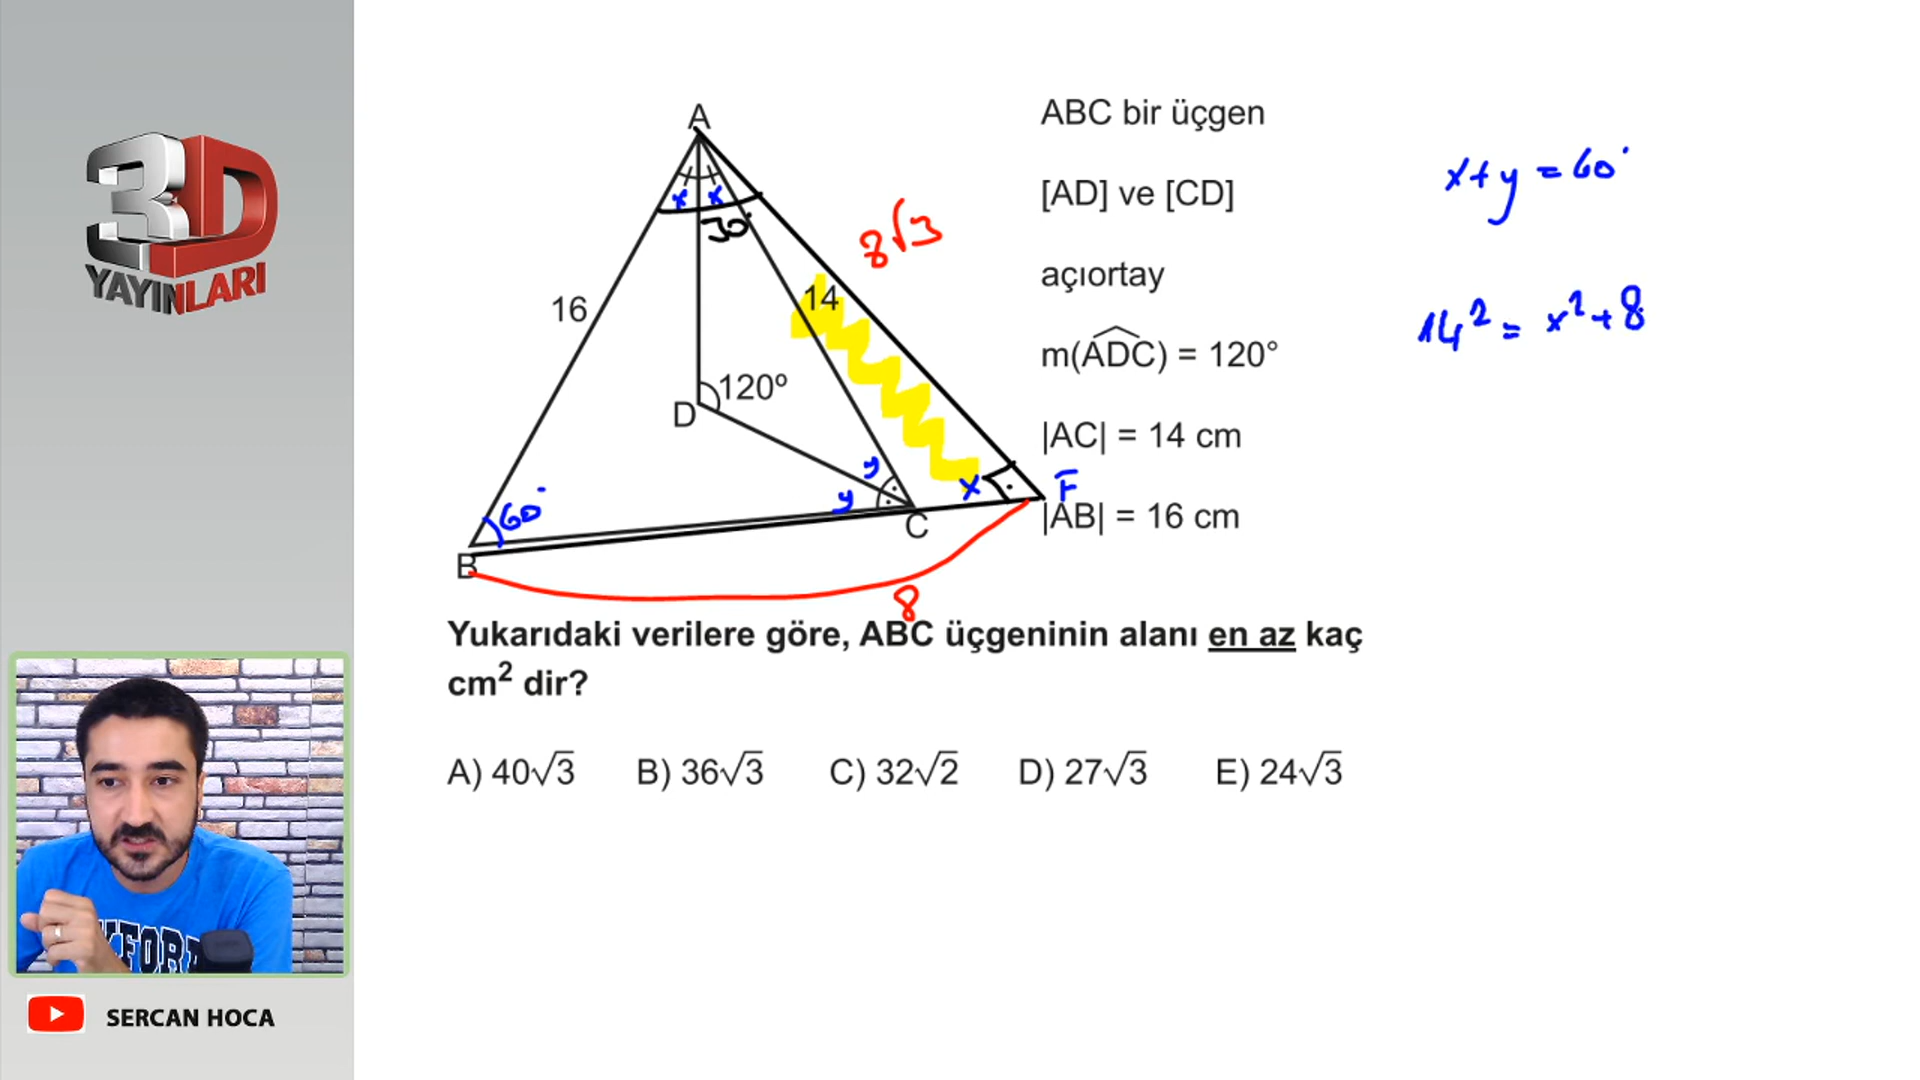 3D
YAYINLARI
A
x x
30°
16
14
8√3
120º
D
y
y
x
F
60°
B
C
8
ABC bir üçgen
[AD] ve [CD]
açıortay
m(ADC) = 120°
|AC| = 14 cm
|AB| = 16 cm
x+y = 60°
14² = x²+8
Yukarıdaki verilere göre, ABC üçgeninin alanı en az kaç
cm² dir?
A) 40√3 B) 36√3 C) 32√2 D) 27√3 E) 24√3
SERCAN HOCA